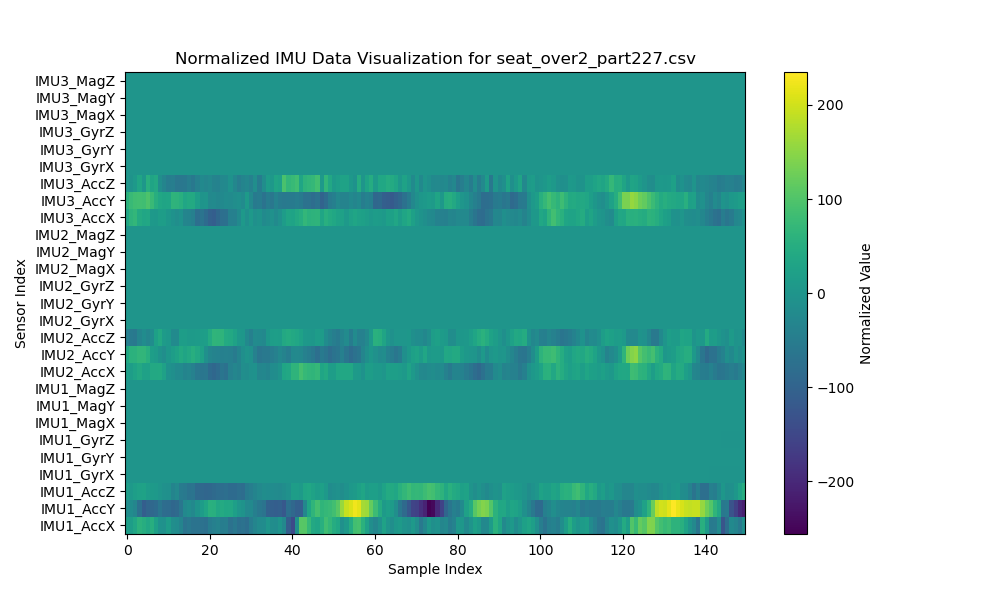 Normalized IMU Data Visualization for seat_over2_part227.csv
IMU3_MagZ
IMU3_MagY
IMU3_MagX
IMU3_GyrZ
IMU3_GyrY
IMU3_GyrX
IMU3_AccZ
IMU3_AccY
IMU3_AccX
IMU2_MagZ
IMU2_MagY
IMU2_MagX
IMU2_GyrZ
IMU2_GyrY
IMU2_GyrX
IMU2_AccZ
IMU2_AccY
IMU2_AccX
IMU1_MagZ
IMU1_MagY
IMU1_MagX
IMU1_GyrZ
IMU1_GyrY
IMU1_GyrX
IMU1_AccZ
IMU1_AccY
IMU1_AccX
Sensor Index
0 20 40 60 80 100 120 140
Sample Index
200
100
0
−100
−200
Normalized Value